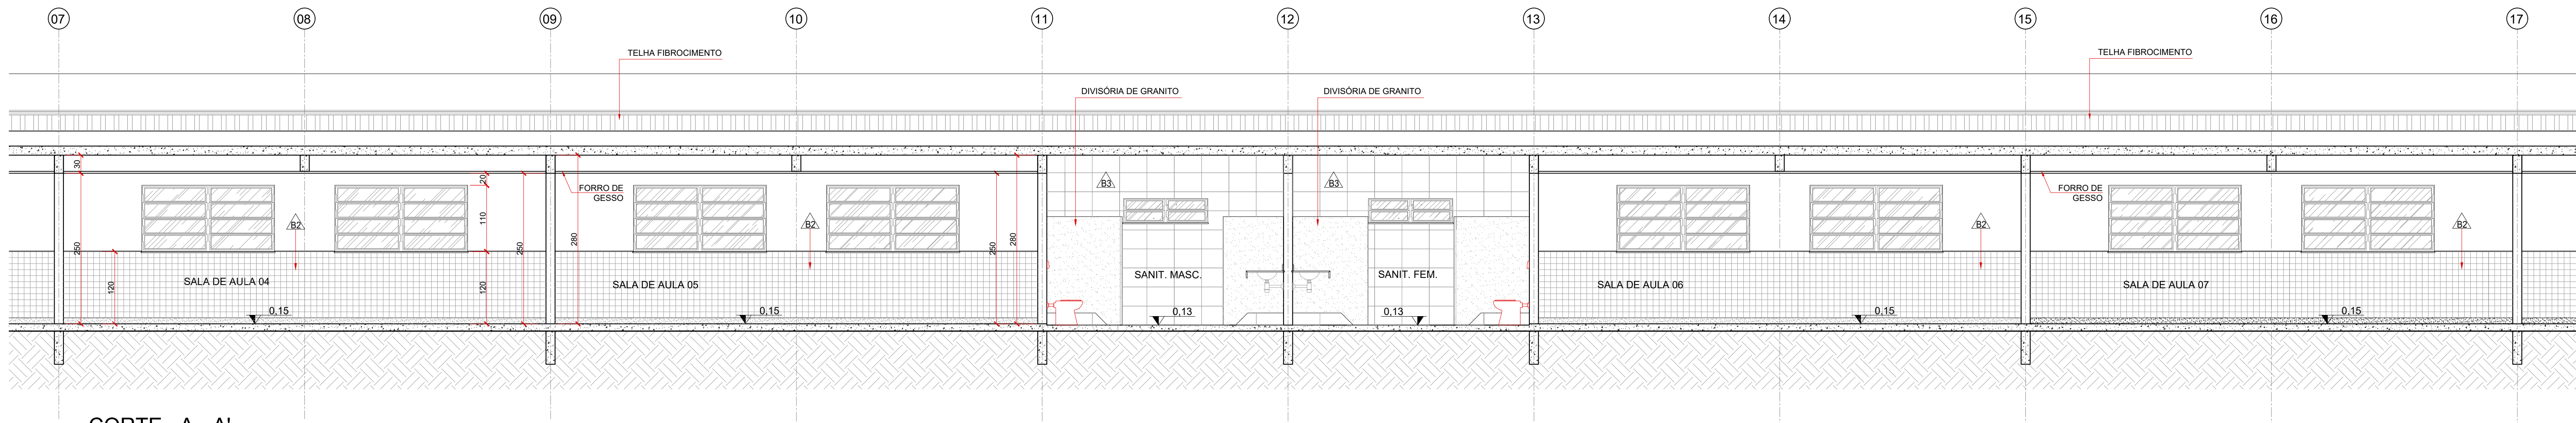 07
08
09
10
11
12
13
14
15
16
17
TELHA FIBROCIMENTO
TELHA FIBROCIMENTO
DIVISÓRIA DE GRANITO
DIVISÓRIA DE GRANITO
30
20
FORRO DE
GESSO
B3
B3
FORRO DE
GESSO
110
B2
B2
B2
B2
250
250
280
250
280
120
120
SALA DE AULA 04
SALA DE AULA 05
SANIT. MASC.
SANIT. FEM.
SALA DE AULA 06
SALA DE AULA 07
0,15
0,15
0,13
0,13
0,15
0,15
CORTE A - A'